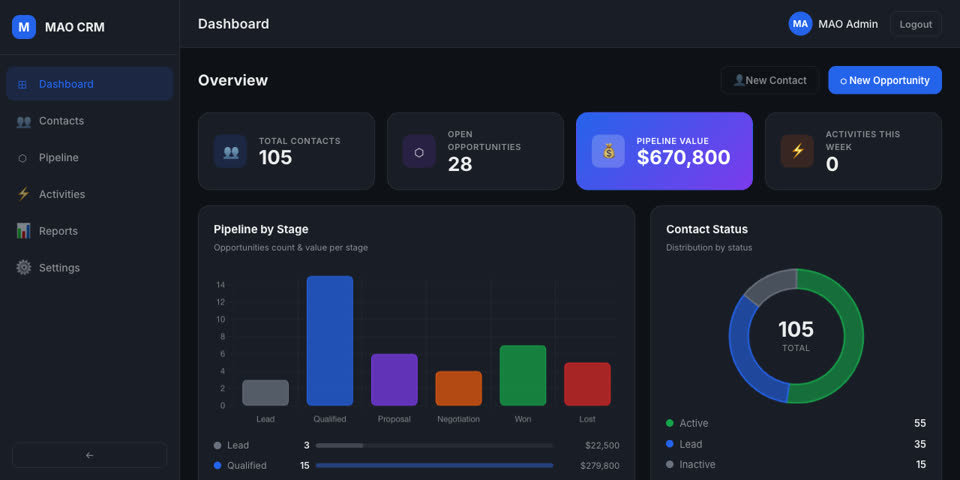 M MAO CRM
Dashboard
Contacts
Pipeline
Activities
Reports
Settings
←
Dashboard
MA MAO Admin
Logout
Overview
New Contact
New Opportunity
TOTAL CONTACTS
105
OPEN
OPPORTUNITIES
28
PIPELINE VALUE
$670,800
ACTIVITIES THIS
WEEK
0
Pipeline by Stage
Opportunities count & value per stage
14
12
10
8
6
4
2
0
Lead Qualified Proposal Negotiation Won Lost
Lead 3 $22,500
Qualified 15 $279,800
Contact Status
Distribution by status
105
TOTAL
Active 55
Lead 35
Inactive 15